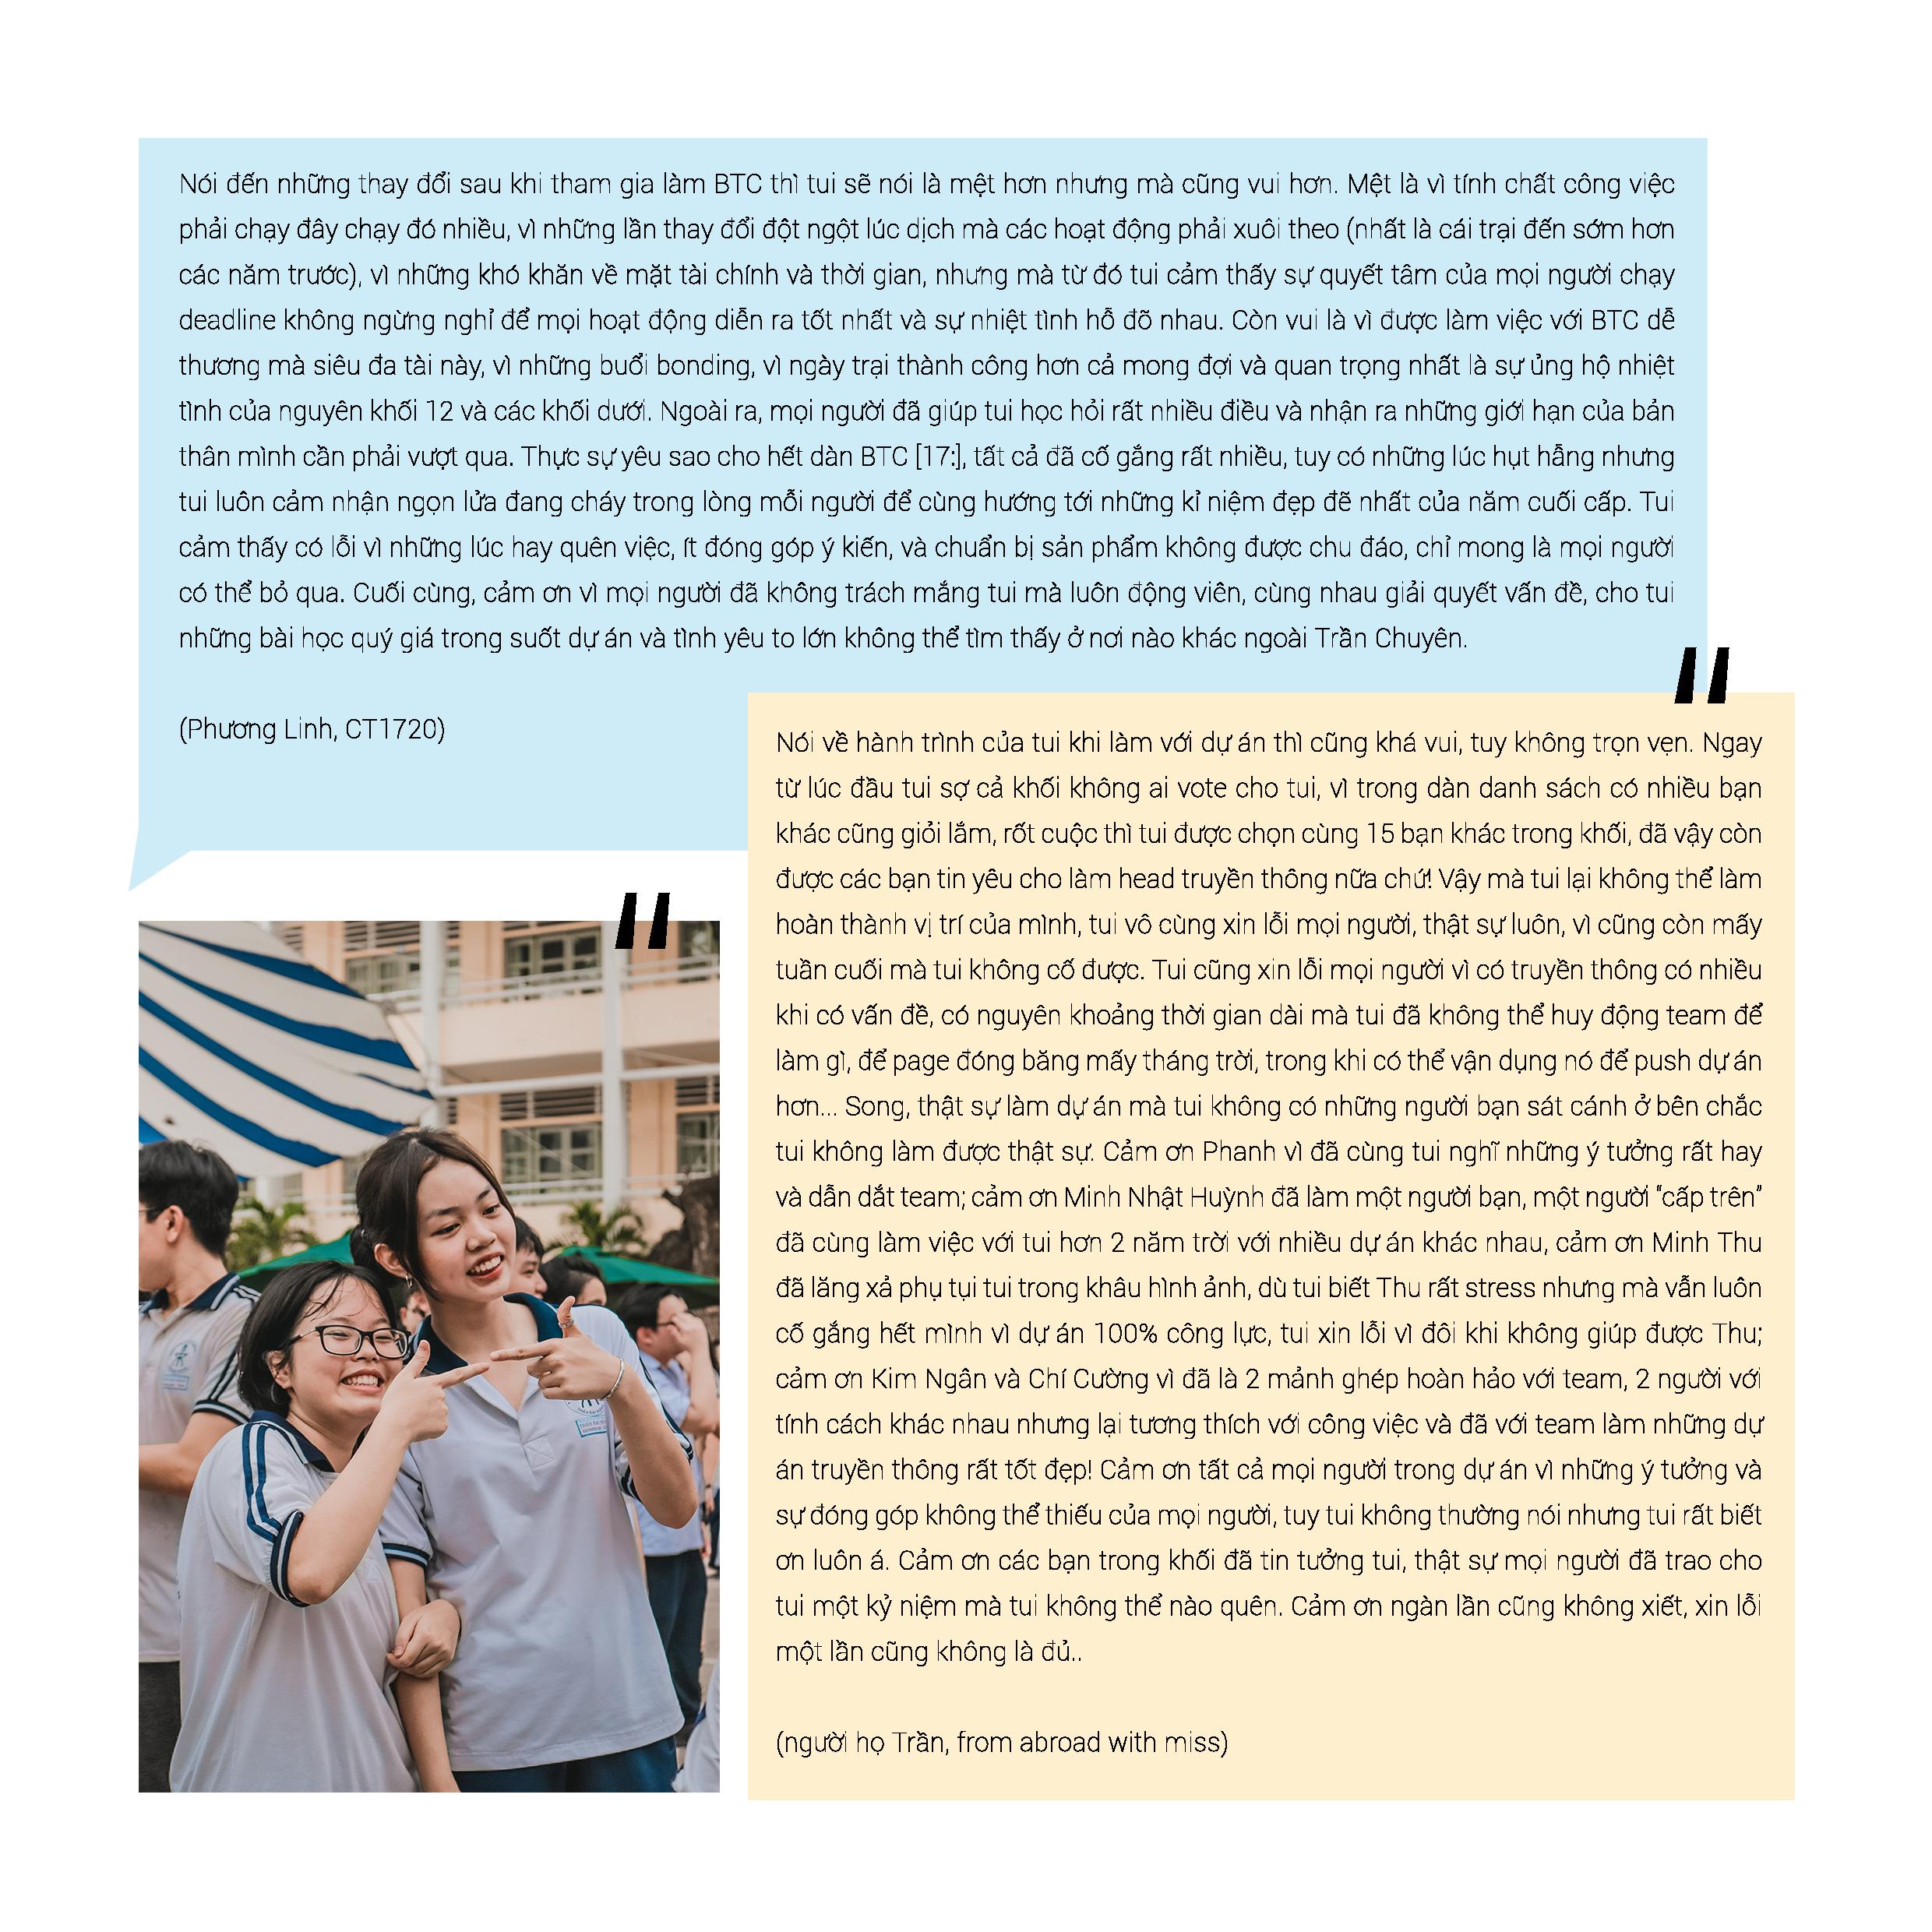 Nói đến những thay đổi sau khi tham gia làm BTC thì tui sẽ nói là mệt hơn nhưng mà cũng vui hơn. Mệt là vì tính chất công việc
phải chạy đây chạy đó nhiều, vì những lần thay đổi đột ngột lúc dịch mà các hoạt động phải xuôi theo (nhất là cái trại đến sớm hơn
các năm trước), vì những khó khăn về mặt tài chính và thời gian, nhưng mà từ đó tui cảm thấy sự quyết tâm của mọi người chạy
deadline không ngừng nghỉ để mọi hoạt động diễn ra tốt nhất và sự nhiệt tình hỗ đõ nhau. Còn vui là vì được làm việc với BTC dễ
thương mà siêu đa tài này, vì những buổi bonding, vì ngày trại thành công hơn cả mong đợi và quan trọng nhất là sự ủng hộ nhiệt
tình của nguyên khối 12 và các khối dưới. Ngoài ra, mọi người đã giúp tui học hỏi rất nhiều điều và nhận ra những giới hạn của bản
thân mình cần phải vượt qua. Thực sự yêu sao cho hết dàn BTC [17:], tất cả đã cố gắng rất nhiều, tuy có những lúc hụt hẫng nhưng
tui luôn cảm nhận ngọn lửa đang cháy trong lòng mỗi người để cùng hướng tới những kỉ niệm đẹp đẽ nhất của năm cuối cấp. Tui
cảm thấy có lỗi vì những lúc hay quên việc, ít đóng góp ý kiến, và chuẩn bị sản phẩm không được chu đáo, chỉ mong là mọi người
có thể bỏ qua. Cuối cùng, cảm ơn vì mọi người đã không trách mắng tui mà luôn động viên, cùng nhau giải quyết vấn đề, cho tui
những bài học quý giá trong suốt dự án và tình yêu to lớn không thể tìm thấy ở nơi nào khác ngoài Trần Chuyên.
(Phương Linh, CT1720)
"
Nói về hành trình của tui khi làm với dự án thì cũng khá vui, tuy không trọn vẹn. Ngay
từ lúc đầu tui sợ cả khối không ai vote cho tui, vì trong dàn danh sách có nhiều bạn
khác cũng giỏi lắm, rốt cuộc thì tui được chọn cùng 15 bạn khác trong khối, đã vậy còn
được các bạn tin yêu cho làm head truyền thông nữa chứ! Vậy mà tui lại không thể làm
hoàn thành vị trí của mình, tui vô cùng xin lỗi mọi người, thật sự luôn, vì cũng còn mấy
tuần cuối mà tui không cố được. Tui cũng xin lỗi mọi người vì có truyền thông có nhiều
khi có vấn đề, có nguyên khoảng thời gian dài mà tui đã không thể huy động team để
làm gì, để page đóng băng mấy tháng trời, trong khi có thể vận dụng nó để push dự án
hơn... Song, thật sự làm dự án mà tui không có những người bạn sát cánh ở bên chắc
tui không làm được thật sự. Cảm ơn Phanh vì đã cùng tui nghĩ những ý tưởng rất hay
và dẫn dắt team; cảm ơn Minh Nhật Huỳnh đã làm một người bạn, một người “cấp trên”
đã cùng làm việc với tui hơn 2 năm trời với nhiều dự án khác nhau, cảm ơn Minh Thu
đã lăng xả phụ tụi tui trong khâu hình ảnh, dù tui biết Thu rất stress nhưng mà vẫn luôn
cố gắng hết mình vì dự án 100% công lực, tui xin lỗi vì đôi khi không giúp được Thu;
cảm ơn Kim Ngân và Chí Cường vì đã là 2 mảnh ghép hoàn hảo với team, 2 người với
tính cách khác nhau nhưng lại tương thích với công việc và đã với team làm những dự
án truyền thông rất tốt đẹp! Cảm ơn tất cả mọi người trong dự án vì những ý tưởng và
sự đóng góp không thể thiếu của mọi người, tuy tui không thường nói nhưng tui rất biết
ơn luôn á. Cảm ơn các bạn trong khối đã tin tưởng tui, thật sự mọi người đã trao cho
tui một kỷ niệm mà tui không thể nào quên. Cảm ơn ngàn lần cũng không xiết, xin lỗi
một lần cũng không là đủ..
(người họ Trần, from abroad with miss)
"